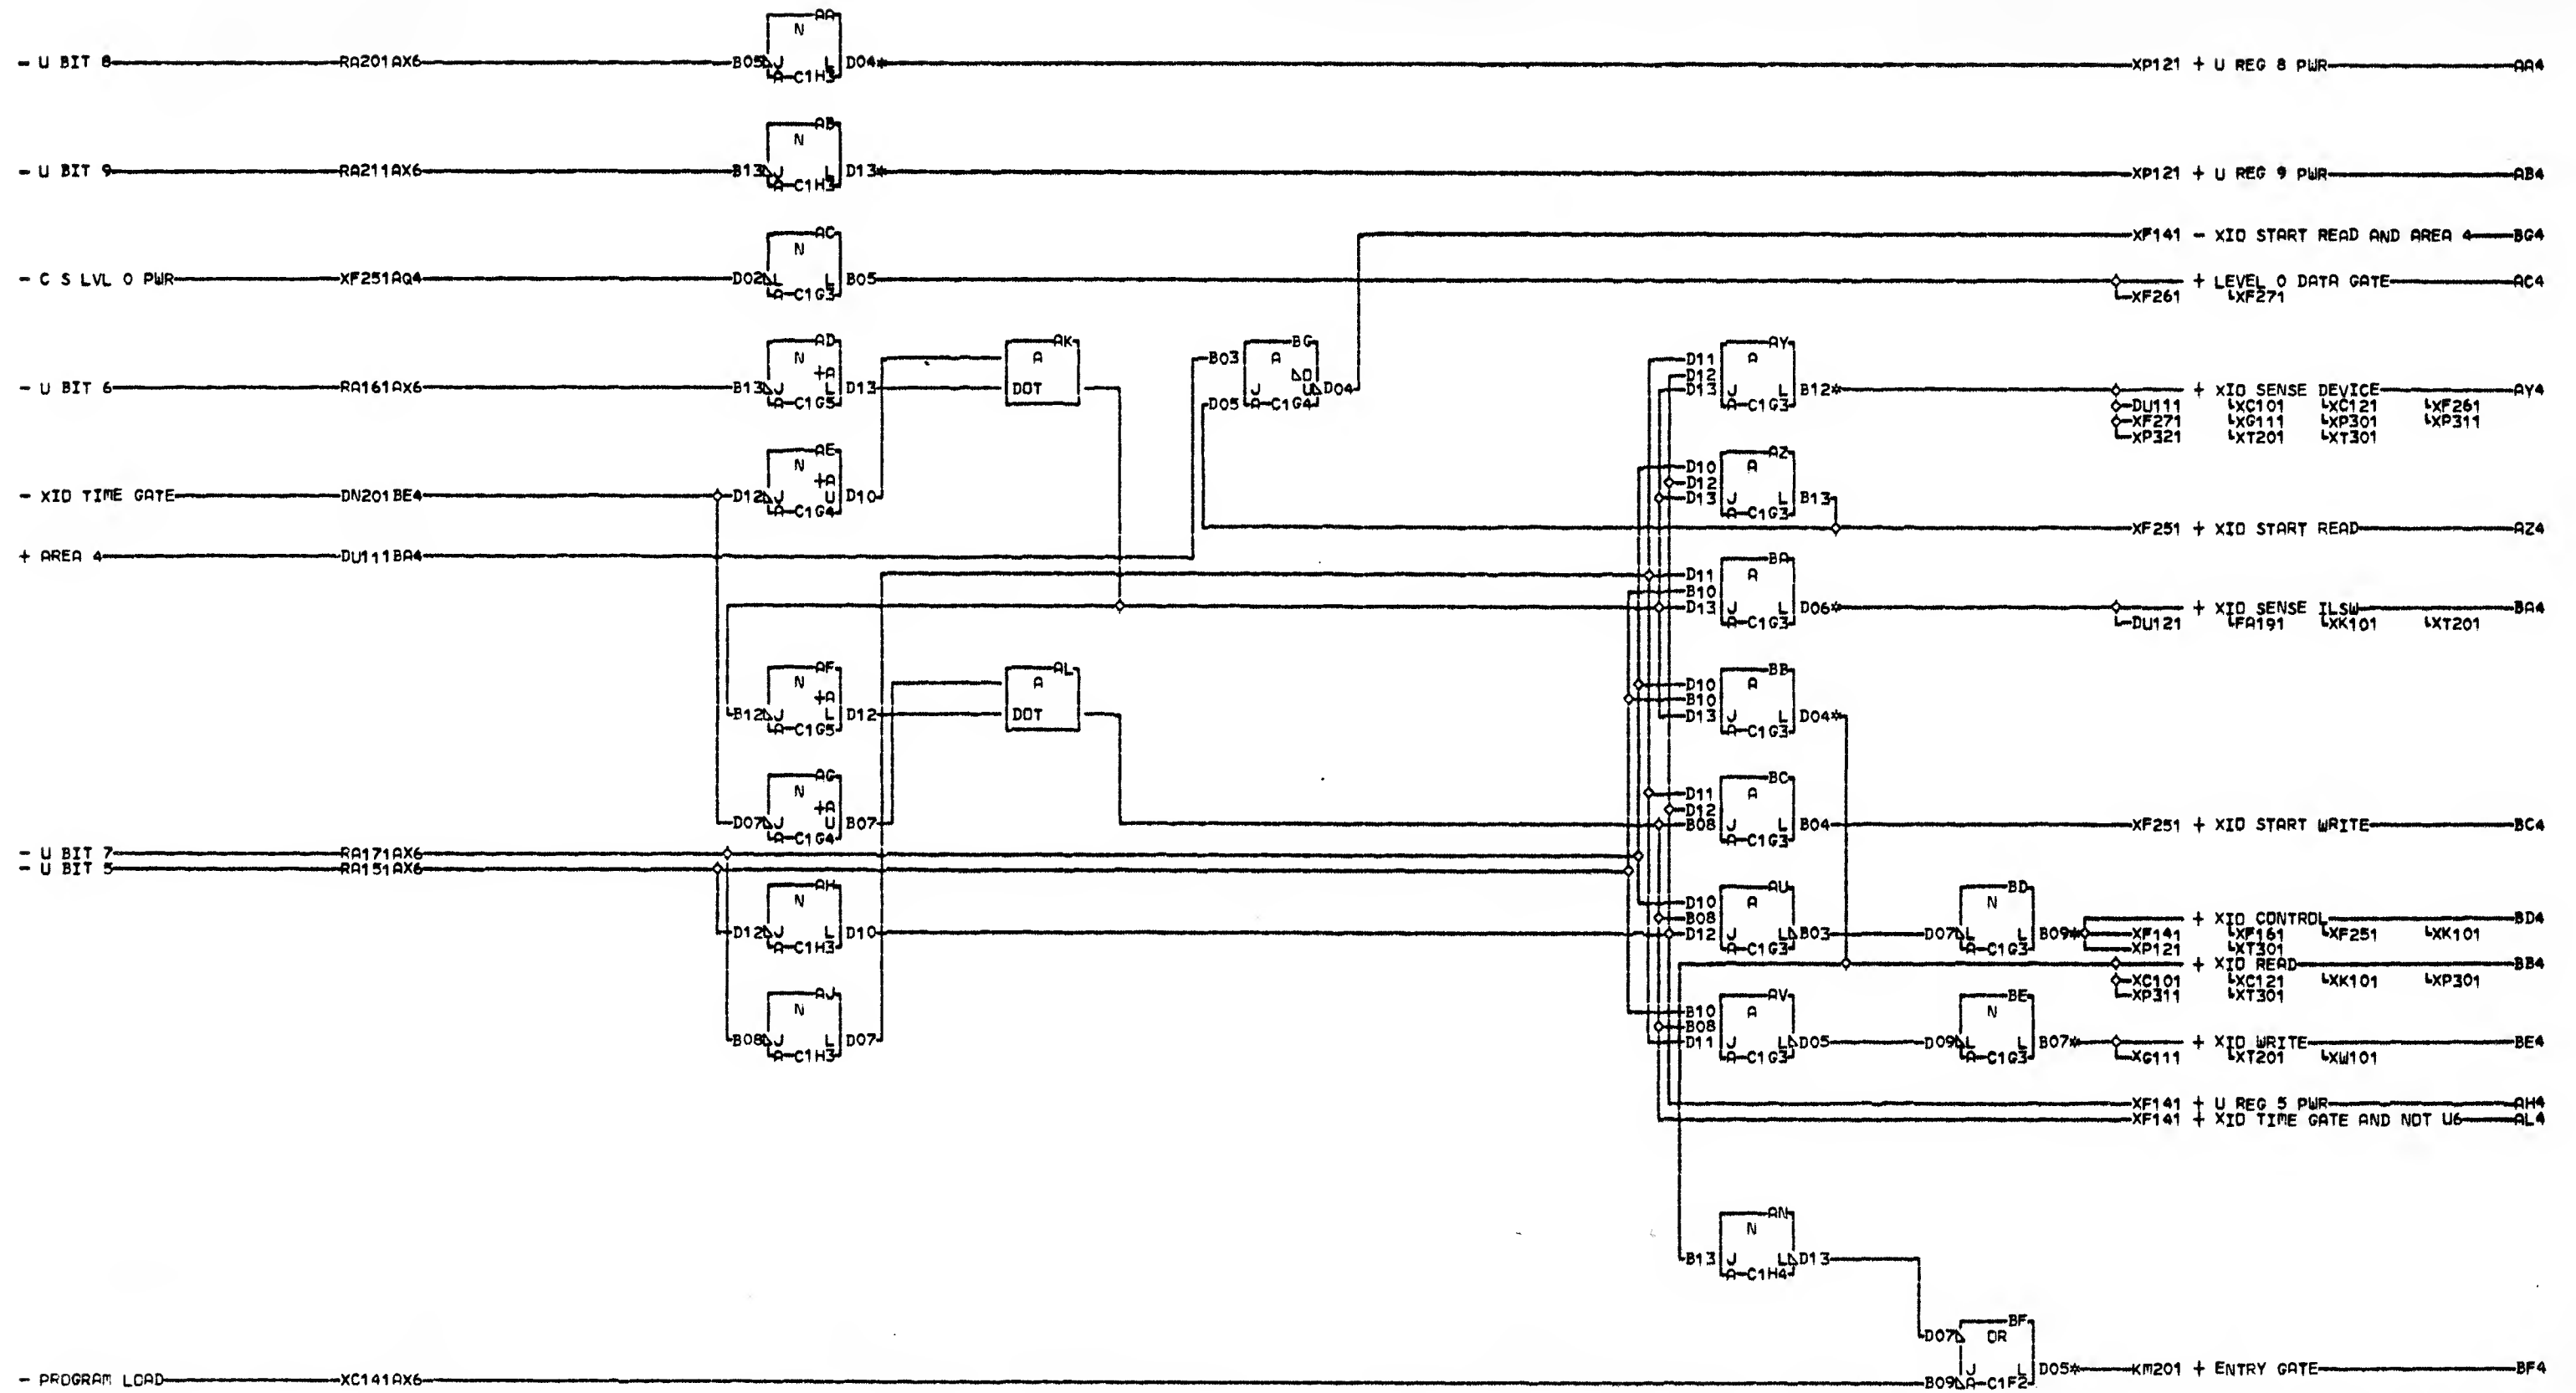 AA
N
- U BIT 8 RA201AX6 B05 J L D04* XP121 + U REG 8 PWR AA4
A-C1H3
AB
N
- U BIT 9 RA211AX6 B13 J L D13* XP121 + U REG 9 PWR AB4
A-C1H3
AC
N
XF141 - XIO START READ AND AREA 4 BG4
- C S LVL 0 PWR XF251AQ4 D02 L L B05 + LEVEL 0 DATA GATE AC4
A-C1G3 XF261 XF271
AD AK BG AY
N A B03 A D11 A
+A DO D12
- U BIT 6 RA161AX6 B13 J L D13 DOT J U D04 D13 J L B12* + XIO SENSE DEVICE AY4
A-C1G5 D05 A-C1G4 A-C1G3 DU111 XC101 XC121 XF261
XF271 XG111 XP301 XP311
XP321 XT201 XT301
AE AZ
N D10 A
+A D12
- XIO TIME GATE DN201BE4 D12 J U D10 D13 J L B13
A-C1G4 A-C1G3
XF251 + XIO START READ AZ4
+ AREA 4 DU111BA4
BA
D11 A
B10
D13 J L D06* + XIO SENSE ILSW BA4
A-C1G3 DU121 FA191 XK101 XT201
AF AL BB
N A D10 A
+A B10
B12 J L D12 DOT D13 J L D04*
A-C1G5 A-C1G3
AG BC
N D11 A
+A D12
D07 J U B07 B08 J L B04 XF251 + XIO START WRITE BC4
A-C1G4 A-C1G3
- U BIT 7 RA171AX6
- U BIT 5 RA151AX6
AH AU BD
N D10 A N
B08 + XIO CONTROL BD4
D12 J L D10 D12 J L B03 D07 L L B09* XF141 XF161 XF251 XK101
A-C1H3 A-C1G3 A-C1G3 XP121 XT301
+ XIO READ BB4
XC101 XC121 XK101 XP301
XP311 XT301
AJ AV BE
N B10 A N
B08
B08 J L D07 D11 J L D05 D09 L L B07* + XIO WRITE BE4
A-C1H3 A-C1G3 A-C1G3 XG111 XT201 XW101
XF141 + U REG 5 PWR AH4
XF141 + XIO TIME GATE AND NOT U6 AL4
AN
N
B13 J L D13
A-C1H4
BF
D07 OR
J L D05* KM201 + ENTRY GATE BF4
- PROGRAM LOAD XC141AX6 B09 A-C1F2